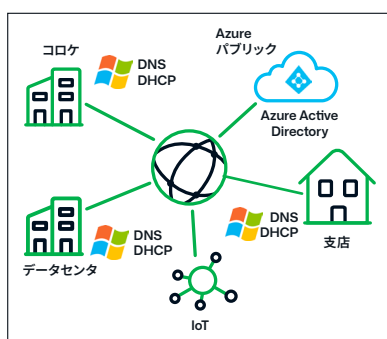 コロケ
DNS
DHCP
Azure
パブリック
Azure Active
Directory
DNS
DHCP
データセンタ
DNS
DHCP
支店
IoT